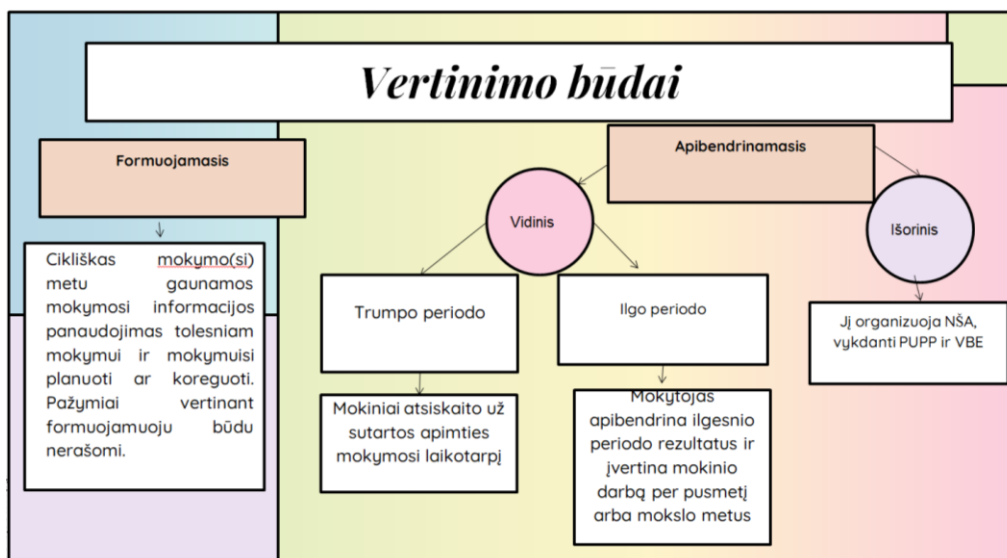 Vertinimo būdai
Formuojamasis
Cikliškas mokymo(si)
metu gaunamos
mokymosi informacijos
panaudojimas tolesniam
mokymui ir mokymuisi
planuoti ar koreguoti.
Pažymiai vertinant
formuojamuoju būdu
nerašomi.
Apibendrinamasis
Vidinis
Išorinis
Trumpo periodo
Ilgo periodo
Mokiniai atsiskaito už
sutartos apimties
mokymosi laikotarpį
Mokytojas
apibendrina ilgesnio
periodo rezultatus ir
įvertina mokinio
darbą per pusmetį
arba mokslo metus
Jį organizuoja NŠA,
vykdanti PUPP ir VBE